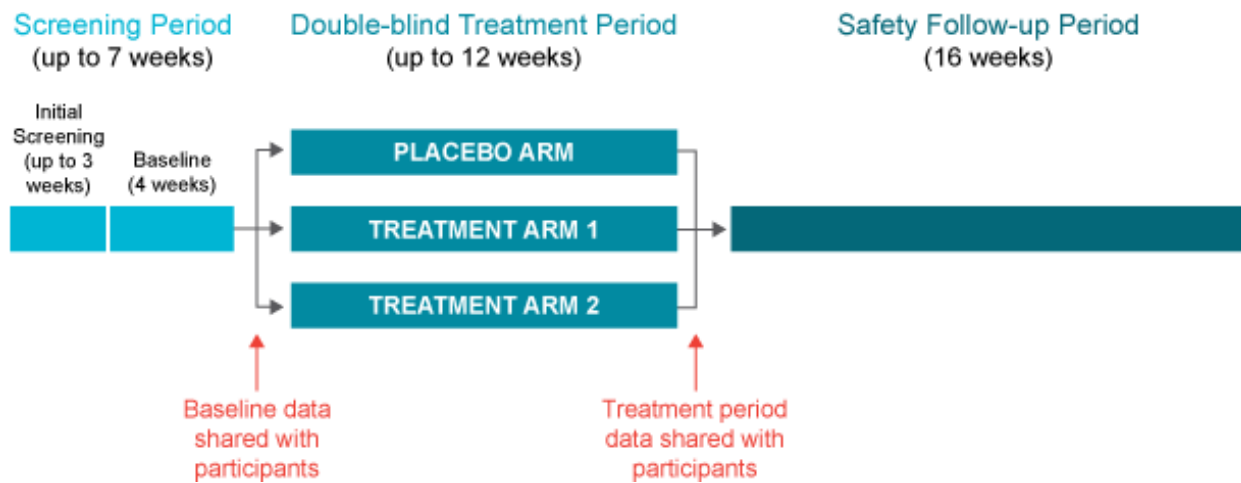 Screening Period
(up to 7 weeks)
Double-blind Treatment Period
(up to 12 weeks)
Safety Follow-up Period
(16 weeks)
Initial
Screening
(up to 3
weeks)
Baseline
(4 weeks)
PLACEBO ARM
TREATMENT ARM 1
TREATMENT ARM 2
Baseline data
shared with
participants
Treatment period
data shared with
participants